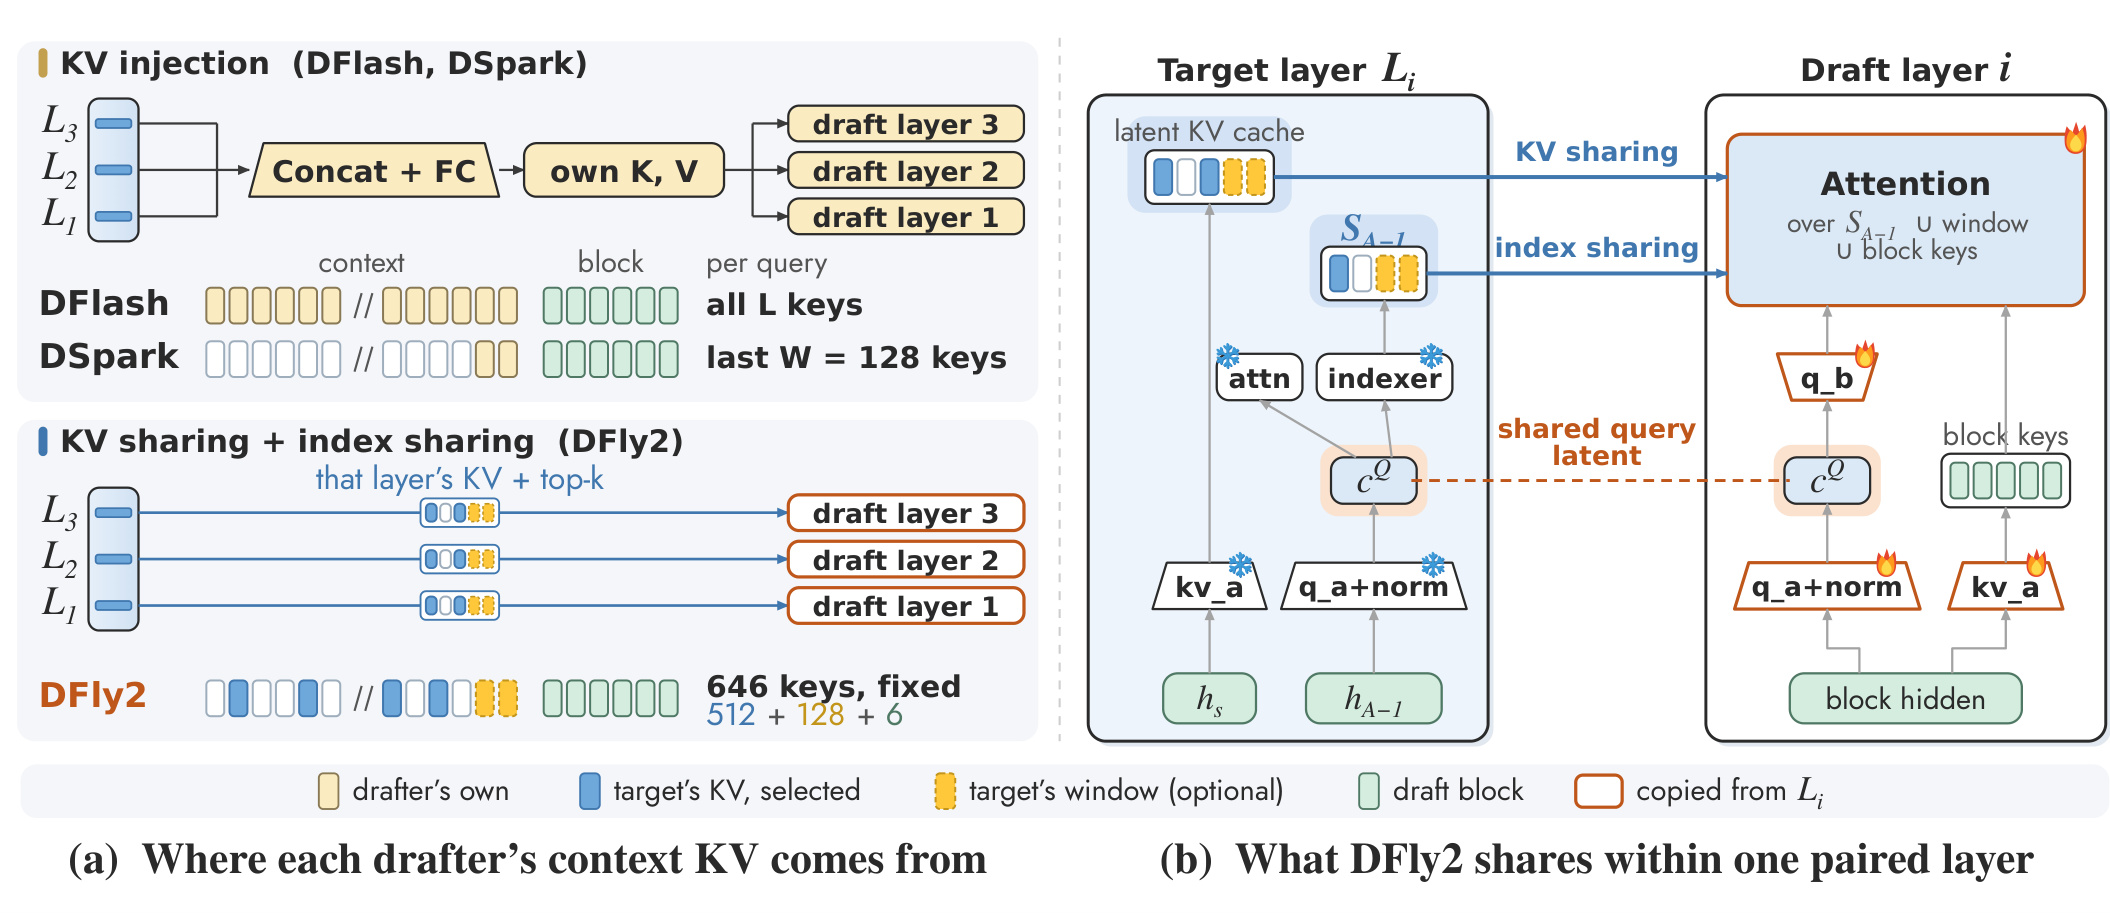 KV injection (DFlash, DSpark)
L3
L2
L1
Concat + FC
own K, V
draft layer 3
draft layer 2
draft layer 1
context
block
per query
DFlash
//
all L keys
DSpark
//
last W = 128 keys
KV sharing + index sharing (DFly2)
that layer’s KV + top-k
L3
L2
L1
draft layer 3
draft layer 2
draft layer 1
DFly2
//
646 keys, fixed
512 + 128 + 6
Target layer Li
latent KV cache
SA−1
attn
indexer
cQ
kv_a
q_a+norm
hs
hA−1
KV sharing
index sharing
shared query
latent
Draft layer i
Attention
over SA−1 ∪ window
∪ block keys
q_b
block keys
cQ
q_a+norm
kv_a
block hidden
drafter’s own
target’s KV, selected
target’s window (optional)
draft block
copied from Li
(a) Where each drafter’s context KV comes from
(b) What DFly2 shares within one paired layer